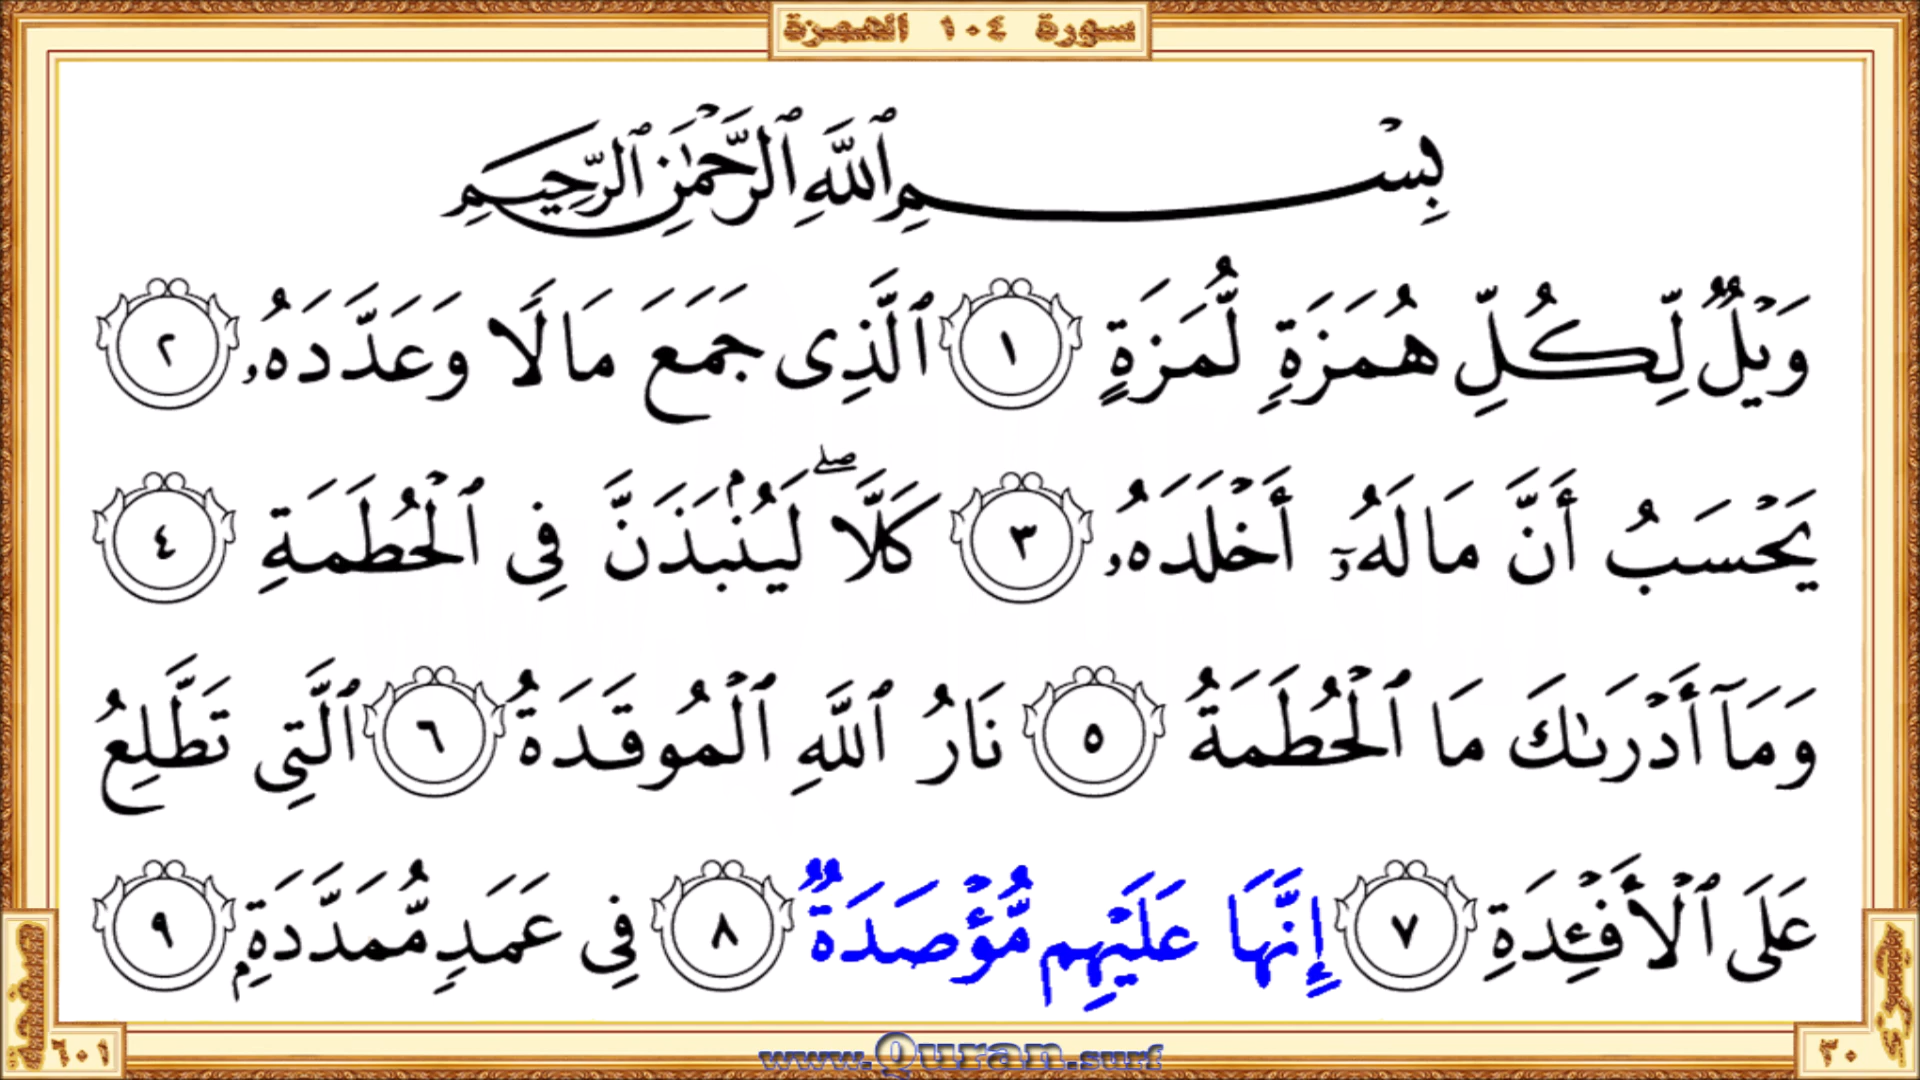 سورة ١٠٤ الهمزة
بِسْمِ ٱللَّهِ ٱلرَّحْمَٰنِ ٱلرَّحِيمِ
وَيْلٌ لِّكُلِّ هُمَزَةٍ لُّمَزَةٍ ١ ٱلَّذِى جَمَعَ مَالًا وَعَدَّدَهُۥ ٢
يَحْسَبُ أَنَّ مَالَهُۥٓ أَخْلَدَهُۥ ٣ كَلَّا ۖ لَيُنۢبَذَنَّ فِى ٱلْحُطَمَةِ ٤
وَمَآ أَدْرَىٰكَ مَا ٱلْحُطَمَةُ ٥ نَارُ ٱللَّهِ ٱلْمُوقَدَةُ ٦ ٱلَّتِى تَطَّلِعُ
عَلَى ٱلْأَفْـِٔدَةِ ٧ إِنَّهَا عَلَيْهِم مُّؤْصَدَةٌ ٨ فِى عَمَدٍ مُّمَدَّدَةٍۭ ٩
صفحة ٦٠١
٣٠
www.Quran.surf